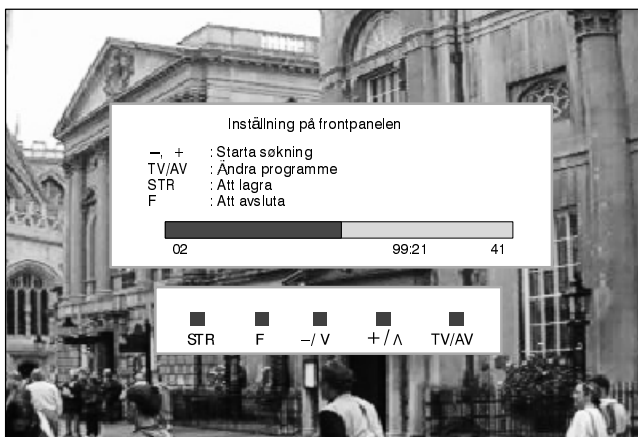 Inställning på frontpanelen
–, + : Starta søkning
TV/AV : Ändra programme
STR : Att lagra
F : Att avsluta
02 99:21 41
STR F –/ V + / Λ TV/AV